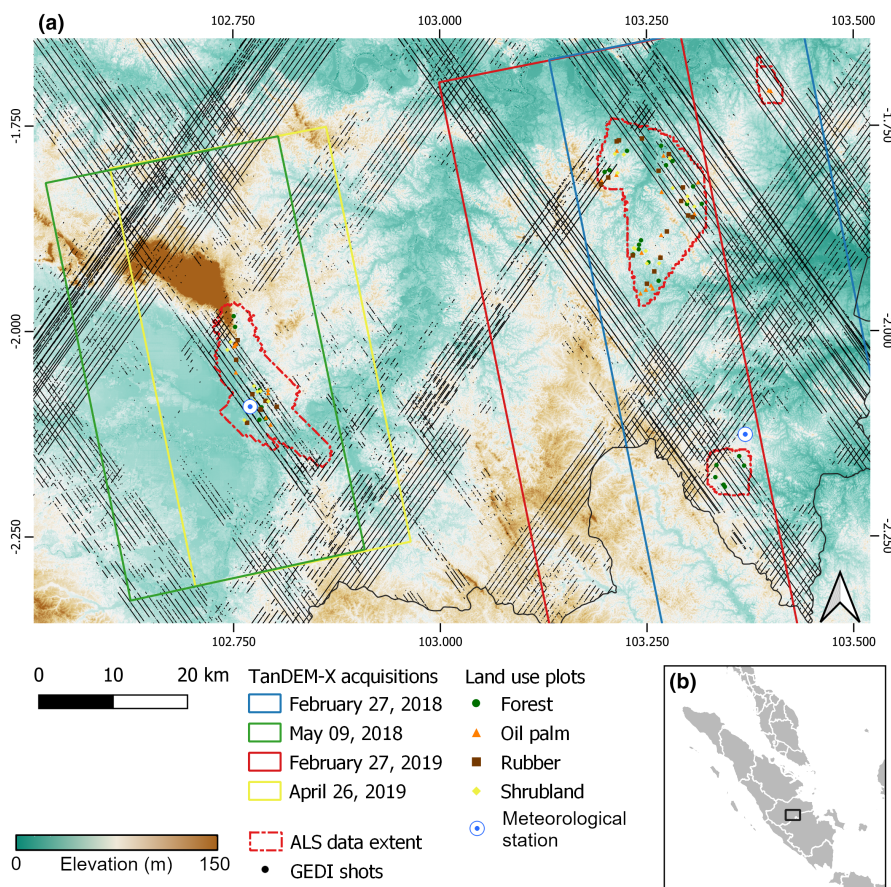 (a)
102.750 103.000 103.250 103.500
-1.750 -1.750
-2.000 -2.000
-2.250 -2.250
102.750 103.000 103.250 103.500
0 10 20 km
TanDEM-X acquisitions
February 27, 2018
May 09, 2018
February 27, 2019
April 26, 2019
ALS data extent
GEDI shots
Land use plots
Forest
Oil palm
Rubber
Shrubland
Meteorological
station
0 Elevation (m) 150
(b)